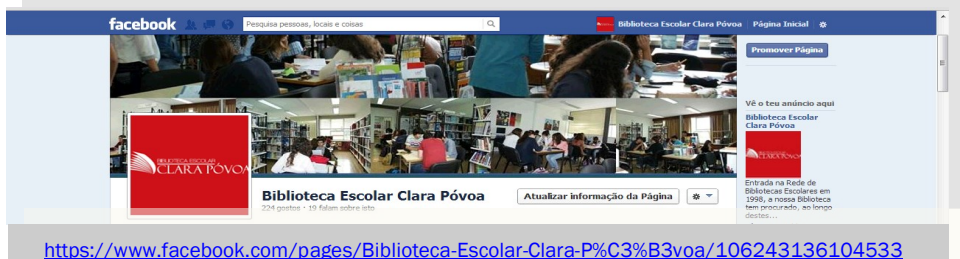 facebook
Pesquisa pessoas, locais e coisas
Biblioteca Escolar Clara Póvoa
Página Inicial
Promover Página
Vê o teu anúncio aqui
Biblioteca Escolar
Clara Póvoa
CLARA PÓVOA
Entrada na Rede de
Bibliotecas Escolares em
1998, a nossa Biblioteca
tem procurado, ao longo
destes...
BIBLIOTECA ESCOLAR
CLARA PÓVOA
Biblioteca Escolar Clara Póvoa
224 gostos · 19 falam sobre isto
Atualizar informação da Página
https://www.facebook.com/pages/Biblioteca-Escolar-Clara-P%C3%B3voa/106243136104533